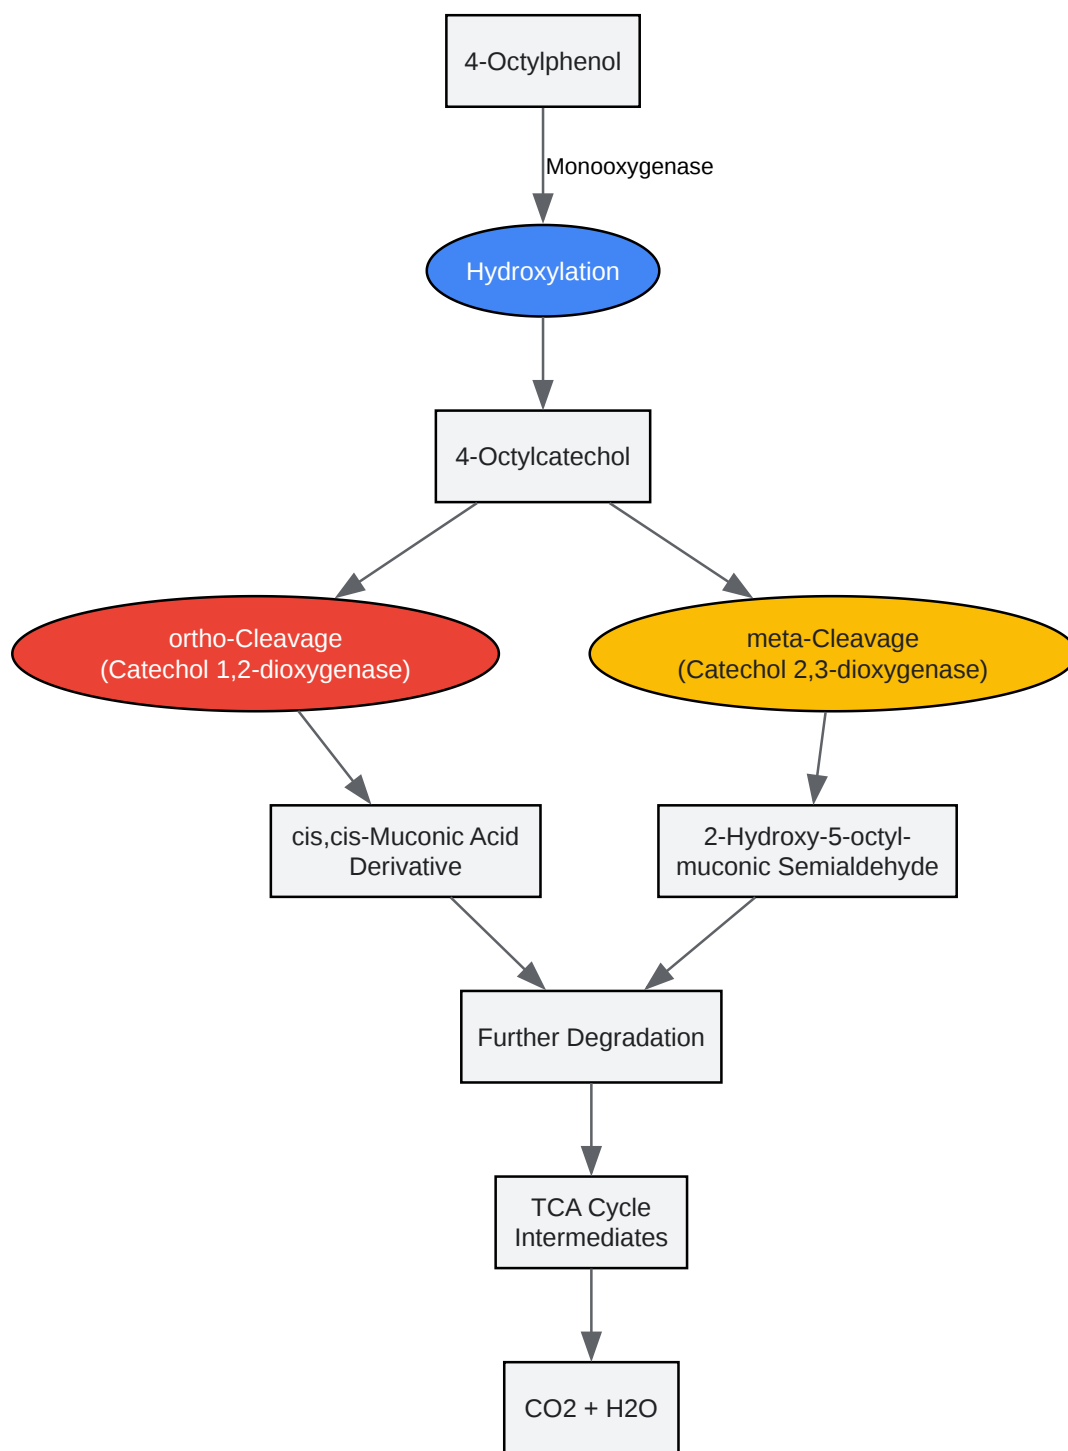 4-Octylphenol
Monooxygenase
Hydroxylation
4-Octylcatechol
ortho-Cleavage
(Catechol 1,2-dioxygenase)
meta-Cleavage
(Catechol 2,3-dioxygenase)
cis,cis-Muconic Acid
Derivative
2-Hydroxy-5-octyl-
muconic Semialdehyde
Further Degradation
TCA Cycle
Intermediates
CO2 + H2O